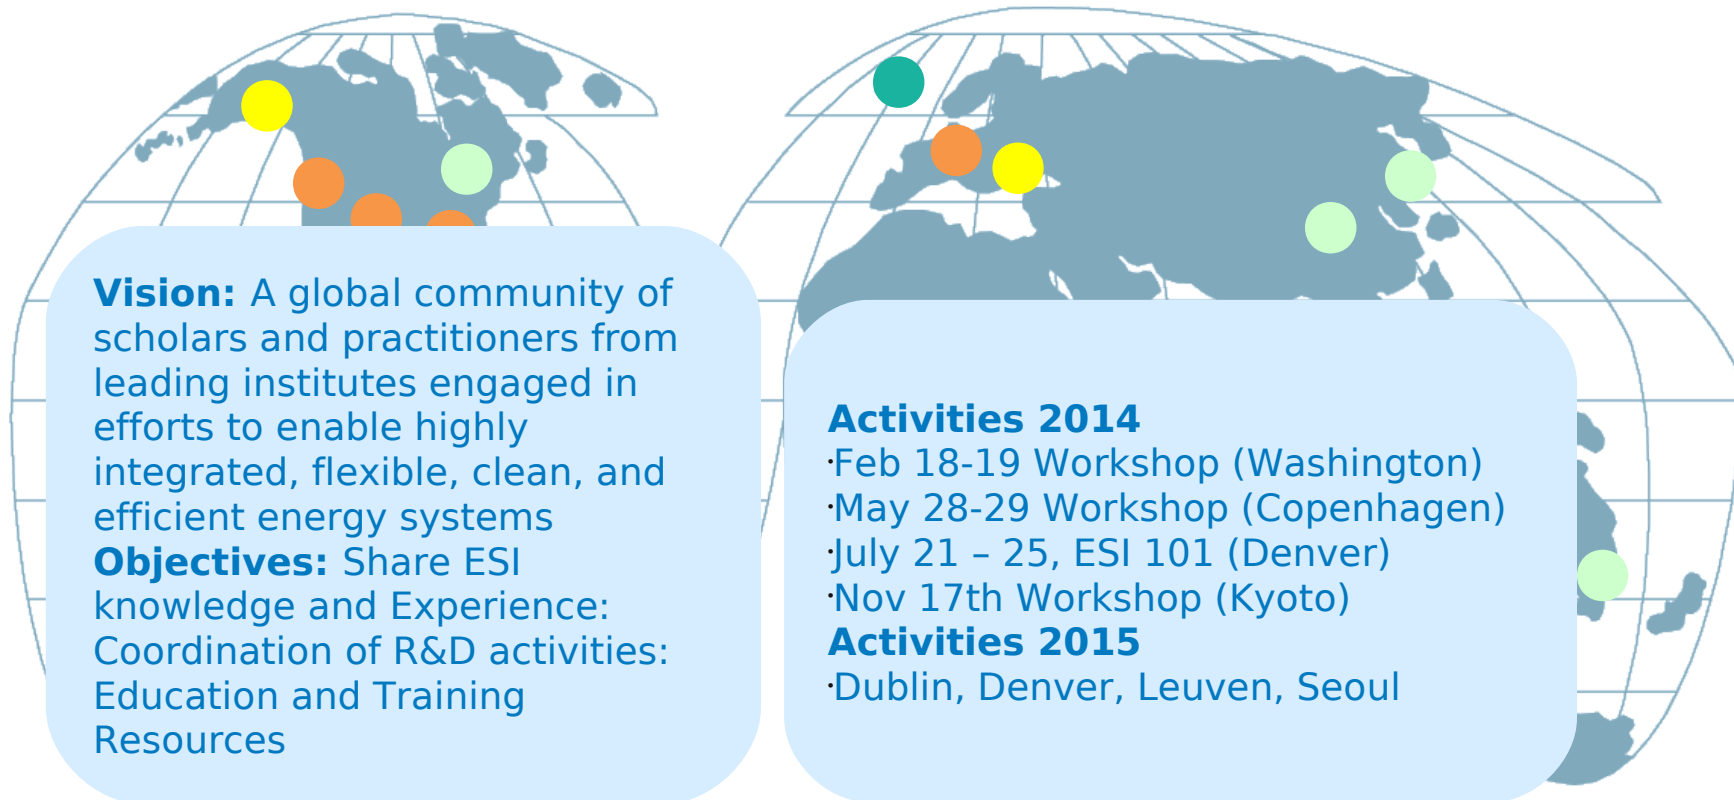 Vision: A global community of
scholars and practitioners from
leading institutes engaged in
efforts to enable highly
integrated, flexible, clean, and
efficient energy systems
Objectives: Share ESI
knowledge and Experience:
Coordination of R&D activities:
Education and Training
Resources
Activities 2014
·Feb 18-19 Workshop (Washington)
·May 28-29 Workshop (Copenhagen)
·July 21 – 25, ESI 101 (Denver)
·Nov 17th Workshop (Kyoto)
Activities 2015
·Dublin, Denver, Leuven, Seoul